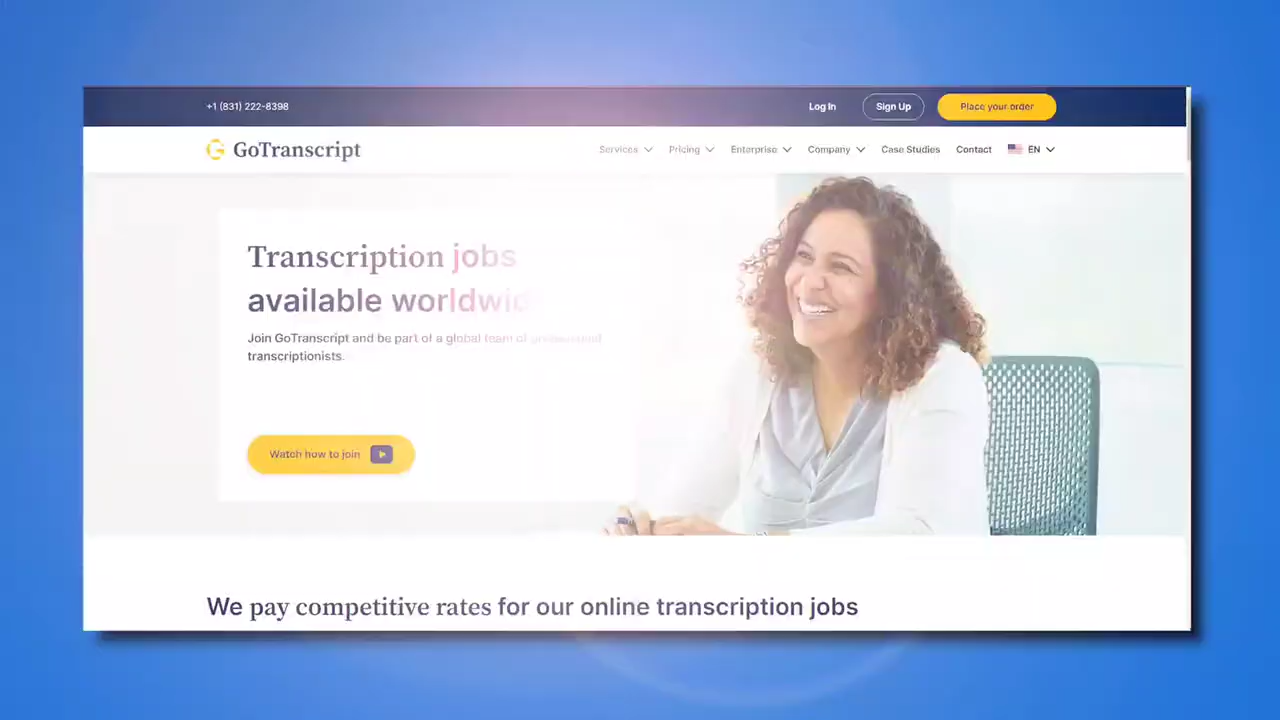 +1 (831) 222-8398
Log In
Sign Up
Place your order
GoTranscript
Services
Pricing
Enterprise
Company
Case Studies
Contact
EN
Transcription jobs
available worldwid
Join GoTranscript and be part of a global team of professional
transcriptionists.
Watch how to join
We pay competitive rates for our online transcription jobs